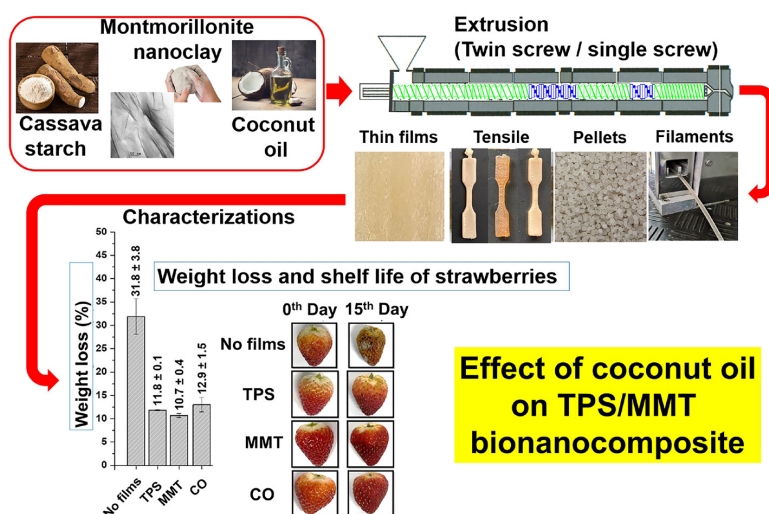 Montmorillonite
nanoclay
Cassava
starch
Coconut
oil
Extrusion
(Twin screw / single screw)
Thin films
Tensile
Pellets
Filaments
Characterizations
Weight loss (%)
50
45
40
35
30
25
20
15
10
5
0
31.8 ± 3.8
11.8 ± 0.1
10.7 ± 0.4
12.9 ± 1.5
No films
TPS
MMT
CO
Weight loss and shelf life of strawberries
0th Day
15th Day
No films
TPS
MMT
CO
Effect of coconut oil
on TPS/MMT
bionanocomposite